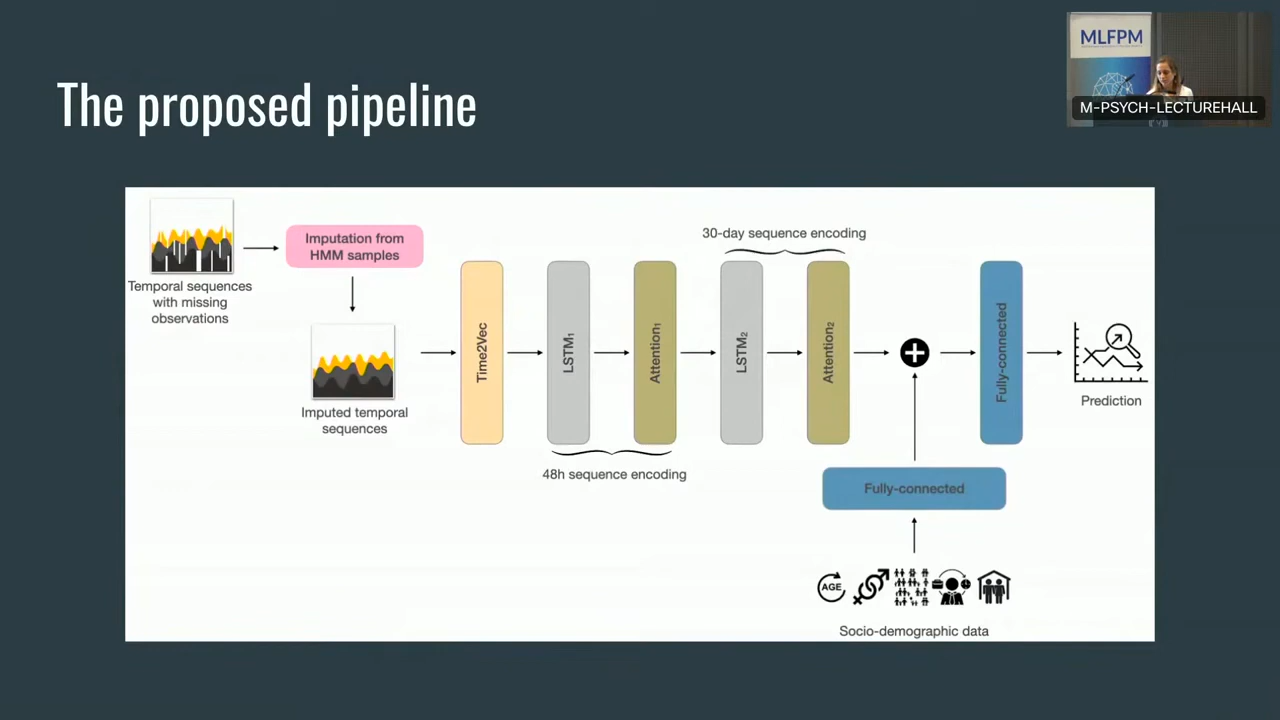 MLFPM
M-PSYCH-LECTUREHALL
The proposed pipeline
Temporal sequences
with missing
observations
Imputation from
HMM samples
Imputed temporal
sequences
Time2Vec
LSTM₁
Attention₁
48h sequence encoding
30-day sequence encoding
LSTM₂
Attention₂
Fully-connected
Prediction
Fully-connected
AGE
Socio-demographic data